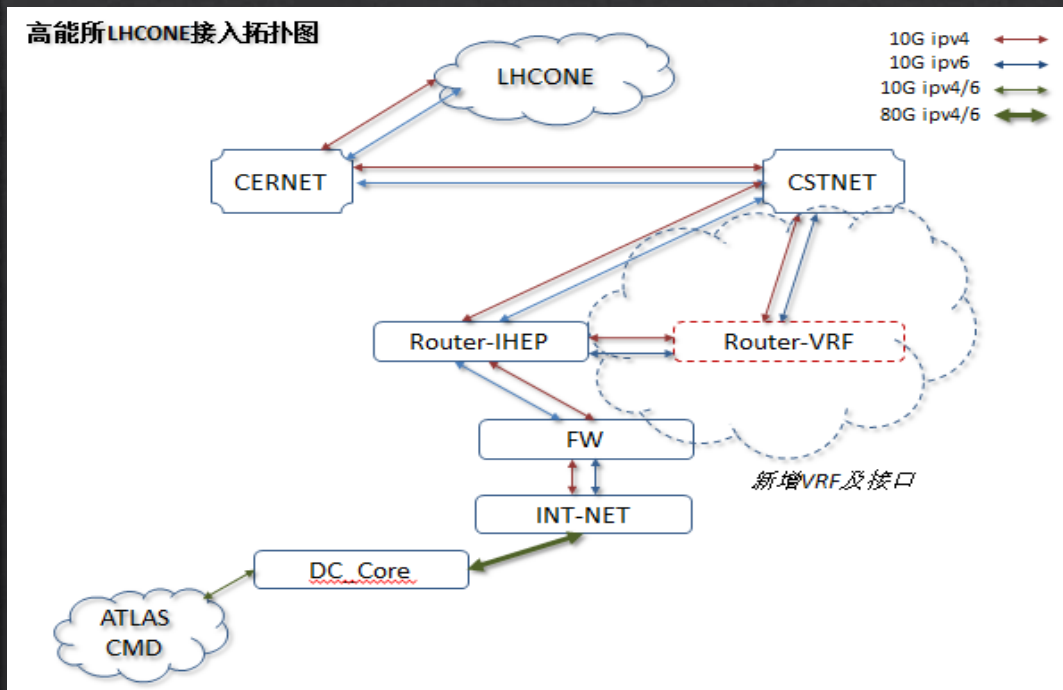 高能所LHCONE接入拓扑图
10G ipv4
10G ipv6
10G ipv4/6
80G ipv4/6
LHCONE
CERNET
CSTNET
Router-IHEP
Router-VRF
FW
新增VRF及接口
INT-NET
DC_Core
ATLAS
CMD